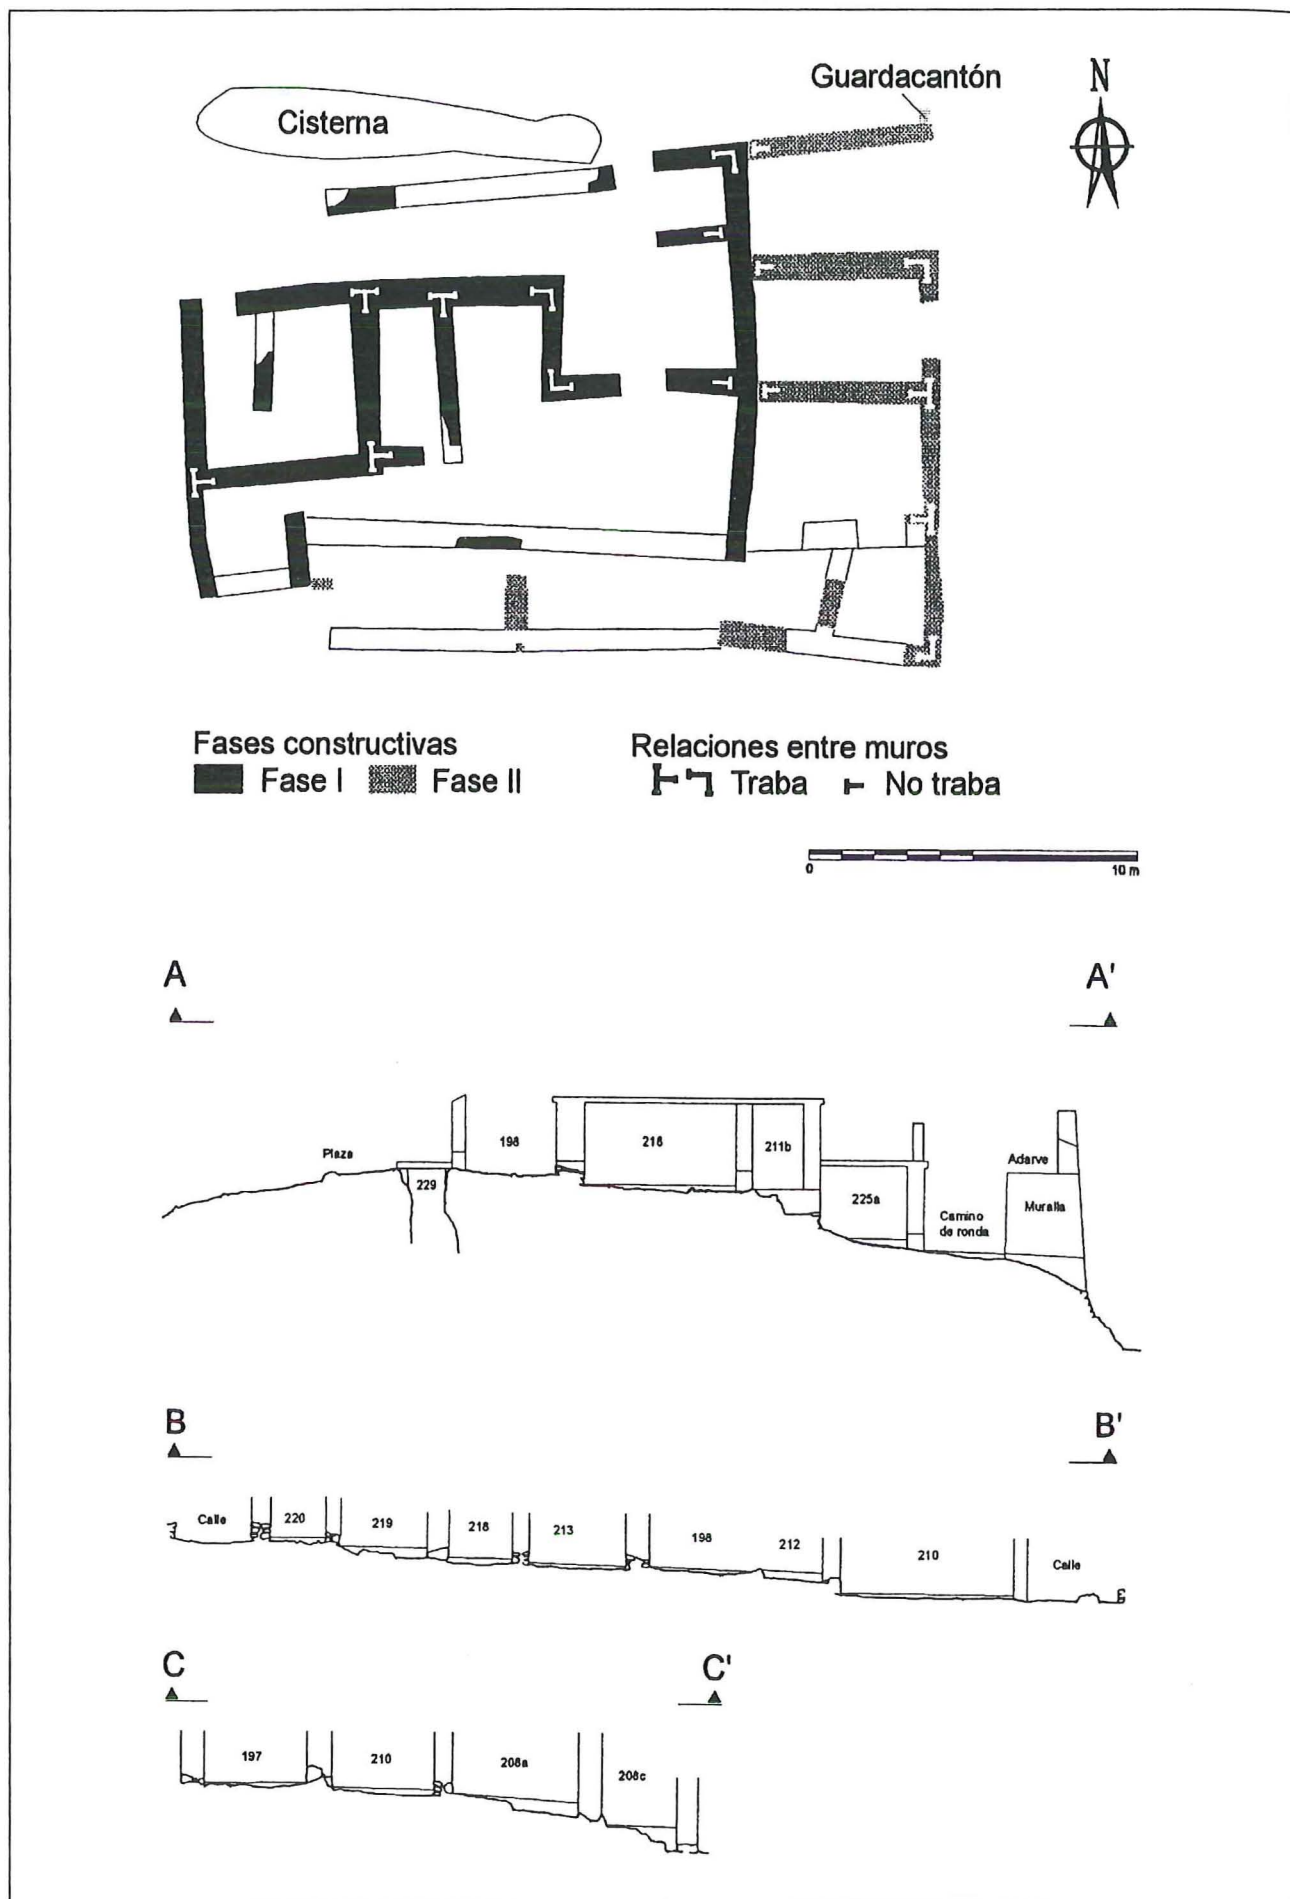 Guardacantón
N
Cisterna
Fases constructivas
Relaciones entre muros
Fase I
Fase II
Traba
No traba
0
10 m
A
A'
Plaza
198
216
211b
229
225a
Adarve
Muralla
Camino
de ronda
B
B'
Calle
220
219
218
213
198
212
210
Calle
C
C'
197
210
208a
208c